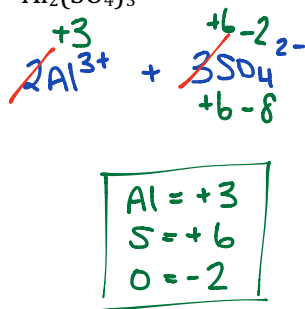 Al₂(SO₄)₃
+3 +6 -2
2Al³⁺ + 3SO₄²⁻
+6 -8
Al = +3
S = +6
O = -2